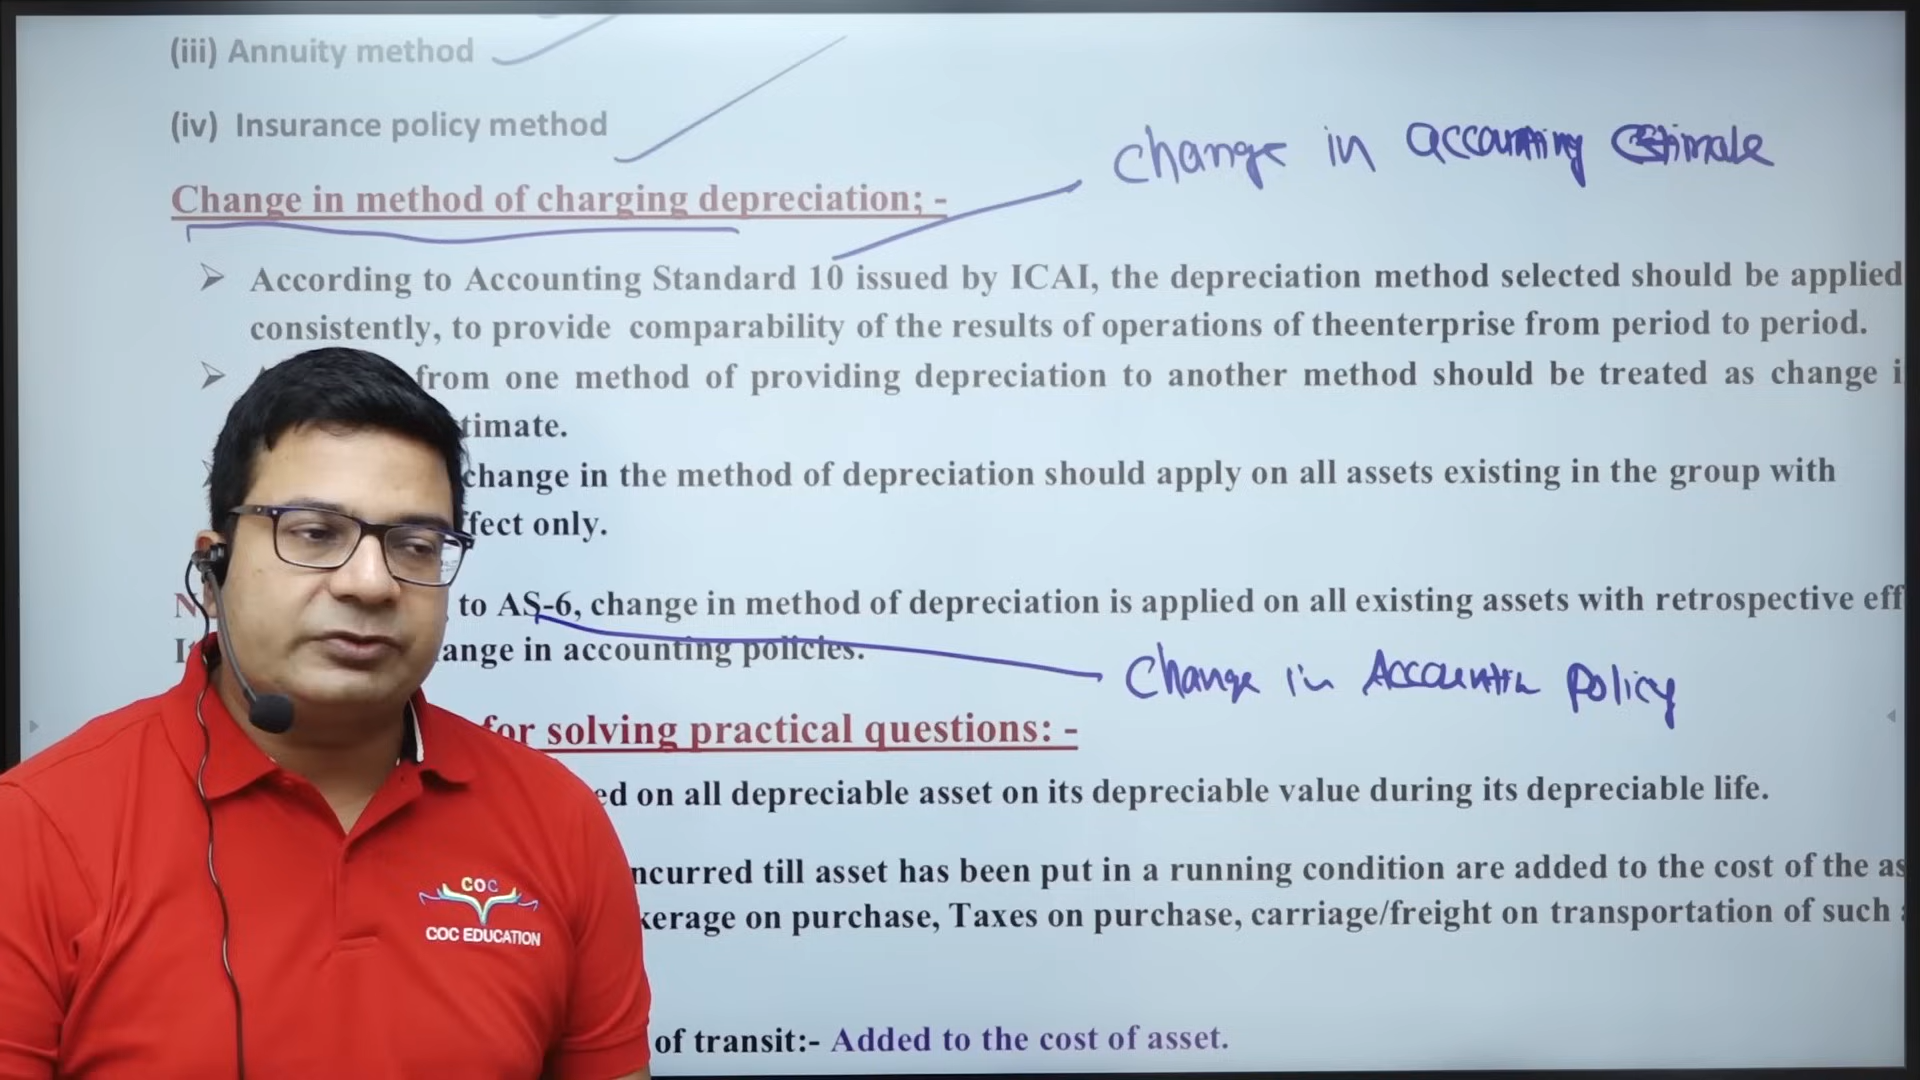 (iii) Annuity method
(iv) Insurance policy method
Change in accounting Estimate
Change in method of charging depreciation; -
➤ According to Accounting Standard 10 issued by ICAI, the depreciation method selected should be applied
consistently, to provide comparability of the results of operations of theenterprise from period to period.
➤ from one method of providing depreciation to another method should be treated as change i
timate.
change in the method of depreciation should apply on all assets existing in the group with
fect only.
N to AS-6, change in method of depreciation is applied on all existing assets with retrospective eff
It ange in accounting policies.
Change in Accountin policy
for solving practical questions: -
ed on all depreciable asset on its depreciable value during its depreciable life.
ncurred till asset has been put in a running condition are added to the cost of the as
kerage on purchase, Taxes on purchase, carriage/freight on transportation of such
of transit:- Added to the cost of asset.
COC
COC EDUCATION